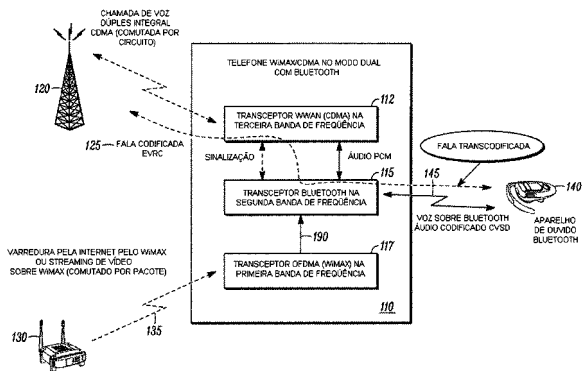 CHAMADA DE VOZ
DÚPLEX INTEGRAL
CDMA (COMUTADA POR
CIRCUITO)
TELEFONE WiMAX/CDMA NO MODO DUAL
COM BLUETOOTH
120
112
TRANSCEPTOR WWAN (CDMA) NA
TERCEIRA BANDA DE FREQÜÊNCIA
125
FALA CODIFICADA
EVRC
SINALIZAÇÃO
ÁUDIO PCM
FALA TRANSCODIFICADA
115
145
140
TRANSCEPTOR BLUETOOTH NA
SEGUNDA BANDA DE FREQÜÊNCIA
VOZ SOBRE BLUETOOTH
ÁUDIO CODIFICADO CVSD
APARELHO
DE OUVIDO
BLUETOOTH
190
117
VARREDURA PELA INTERNET PELO WiMAX
OU STREAMING DE VÍDEO
SOBRE WiMAX (COMUTADO POR PACOTE)
TRANSCEPTOR OFDMA (WiMAX) NA
PRIMEIRA BANDA DE FREQÜÊNCIA
130
135
110